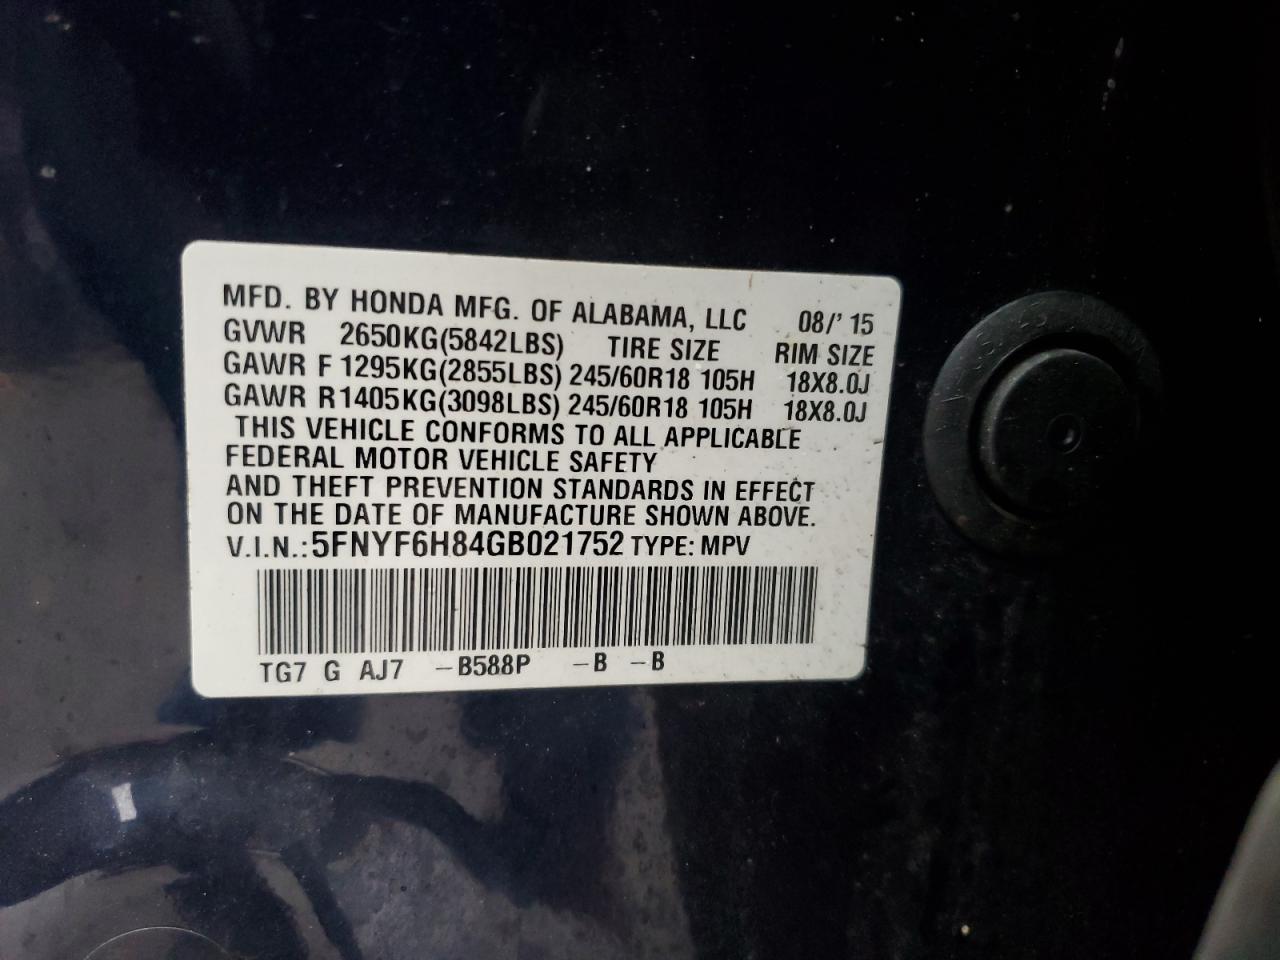 MFD. BY HONDA MFG. OF ALABAMA, LLC 08/' 15
GVWR 2650KG(5842LBS) TIRE SIZE RIM SIZE
GAWR F 1295KG(2855LBS) 245/60R18 105H 18X8.0J
GAWR R1405KG(3098LBS) 245/60R18 105H 18X8.0J
THIS VEHICLE CONFORMS TO ALL APPLICABLE
FEDERAL MOTOR VEHICLE SAFETY
AND THEFT PREVENTION STANDARDS IN EFFECT
ON THE DATE OF MANUFACTURE SHOWN ABOVE.
V.I.N.:5FNYF6H84GB021752 TYPE: MPV
TG7 G AJ7 -B588P -B -B